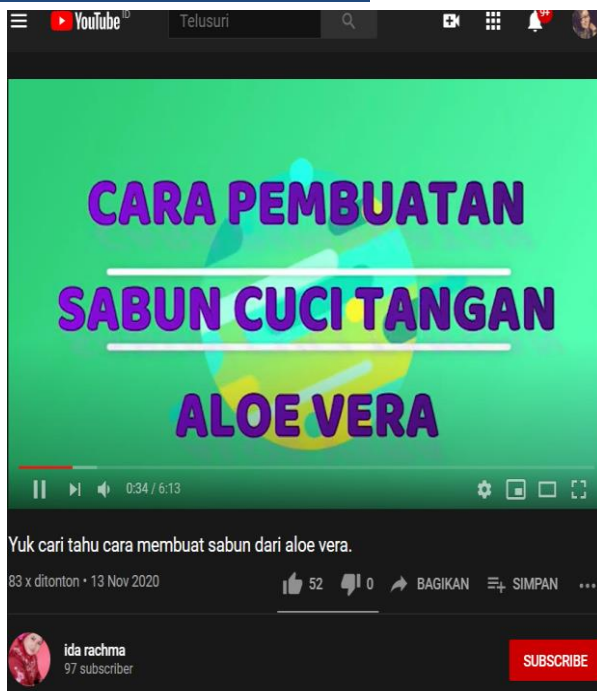 YouTube ID
Telusuri
94
CARA PEMBUATAN
SABUN CUCI TANGAN
ALOE VERA
0:34 / 6:13
Yuk cari tahu cara membuat sabun dari aloe vera.
83 x ditonton • 13 Nov 2020
52
0
BAGIKAN
SIMPAN
ida rachma
97 subscriber
SUBSCRIBE